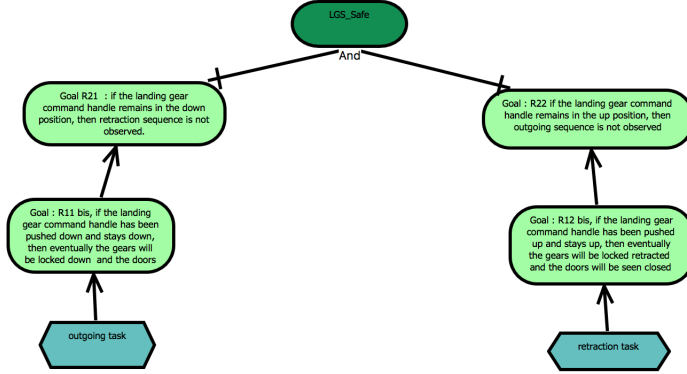 LGS_Safe
And
Goal R21 : if the landing gear
command handle remains in the down
position, then retraction sequence is not
observed.
Goal : R22 if the landing gear command
handle remains in the up position, then
outgoing sequence is not observed
Goal : R11 bis, if the landing
gear command handle has been
pushed down and stays down,
then eventually the gears will
be locked down and the doors
Goal : R12 bis, if the landing gear
command handle has been pushed
up and stays up, then eventually
the gears will be locked retracted
and the doors will be seen closed
outgoing task
retraction task